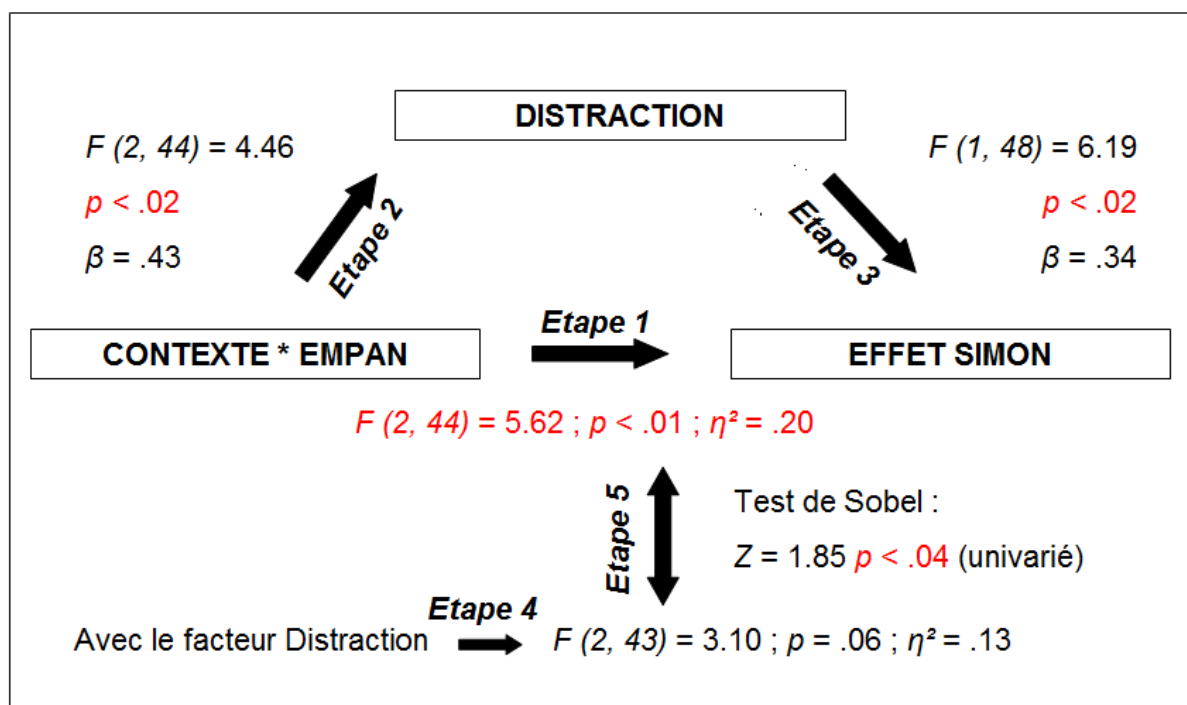 DISTRACTION
F (2, 44) = 4.46
p < .02
β = .43
Etape 2
F (1, 48) = 6.19
p < .02
β = .34
Etape 3
CONTEXTE * EMPAN
Etape 1
EFFET SIMON
F (2, 44) = 5.62 ; p < .01 ; η² = .20
Etape 5
Test de Sobel :
Z = 1.85 p < .04 (univarié)
Etape 4
Avec le facteur Distraction
F (2, 43) = 3.10 ; p = .06 ; η² = .13